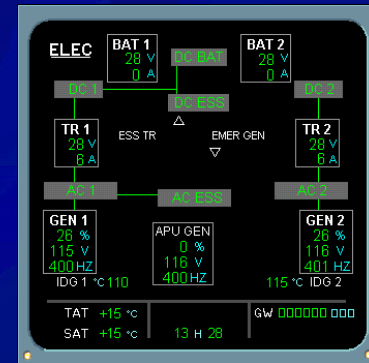 ELEC
BAT 1
28 V
0 A
DC BAT
BAT 2
28 V
0 A
DC 1
DC ESS
DC 2
TR 1
28 V
6 A
ESS TR
EMER GEN
TR 2
28 V
6 A
AC 1
AC ESS
AC 2
GEN 1
26 %
115 V
400 HZ
APU GEN
0 %
116 V
400 HZ
GEN 2
26 %
115 V
401 HZ
IDG 1 °C 110
115 °C IDG 2
TAT +15 °C
GW 000000 000
SAT +15 °C
13 H 28